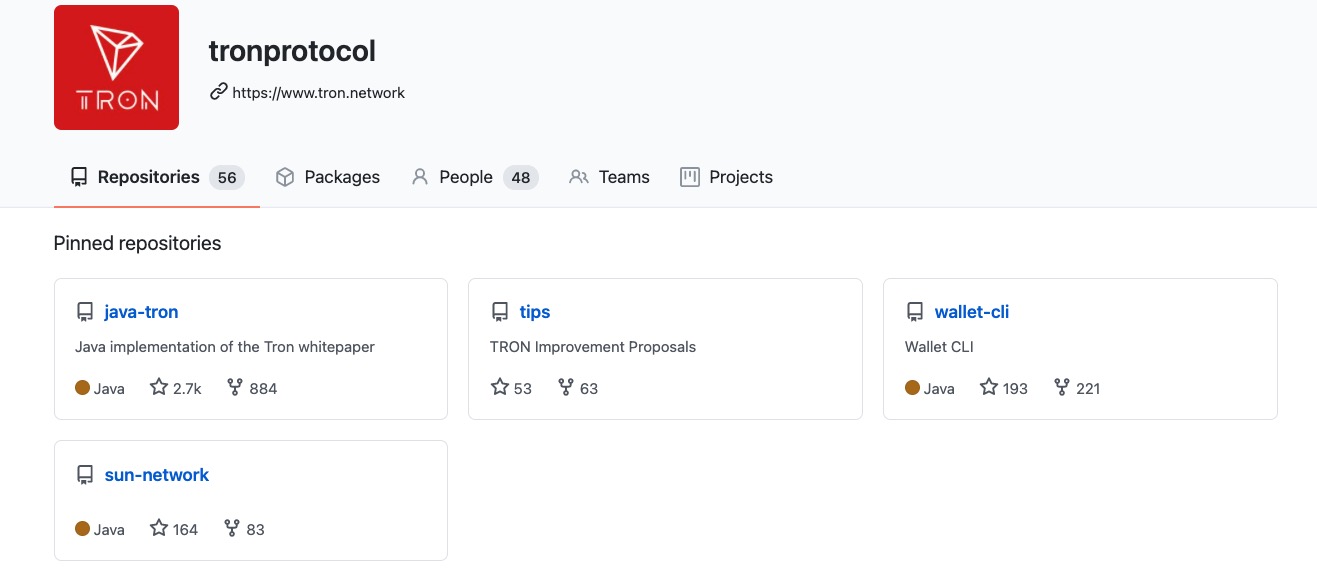 TRON
tronprotocol
https://www.tron.network
Repositories 56 Packages People 48 Teams Projects
Pinned repositories
java-tron
Java implementation of the Tron whitepaper
Java 2.7k 884
tips
TRON Improvement Proposals
53 63
wallet-cli
Wallet CLI
Java 193 221
sun-network
Java 164 83